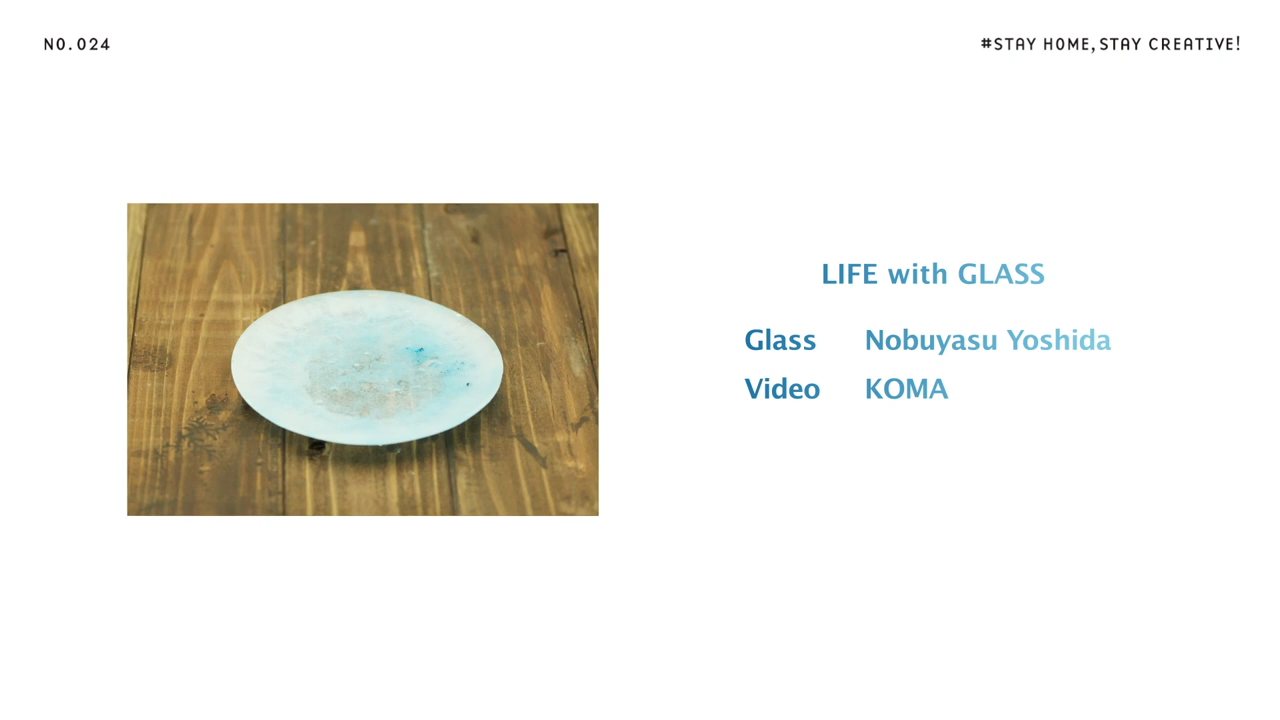 NO.024
#STAY HOME, STAY CREATIVE!
LIFE with GLASS
Glass Nobuyasu Yoshida
Video KOMA